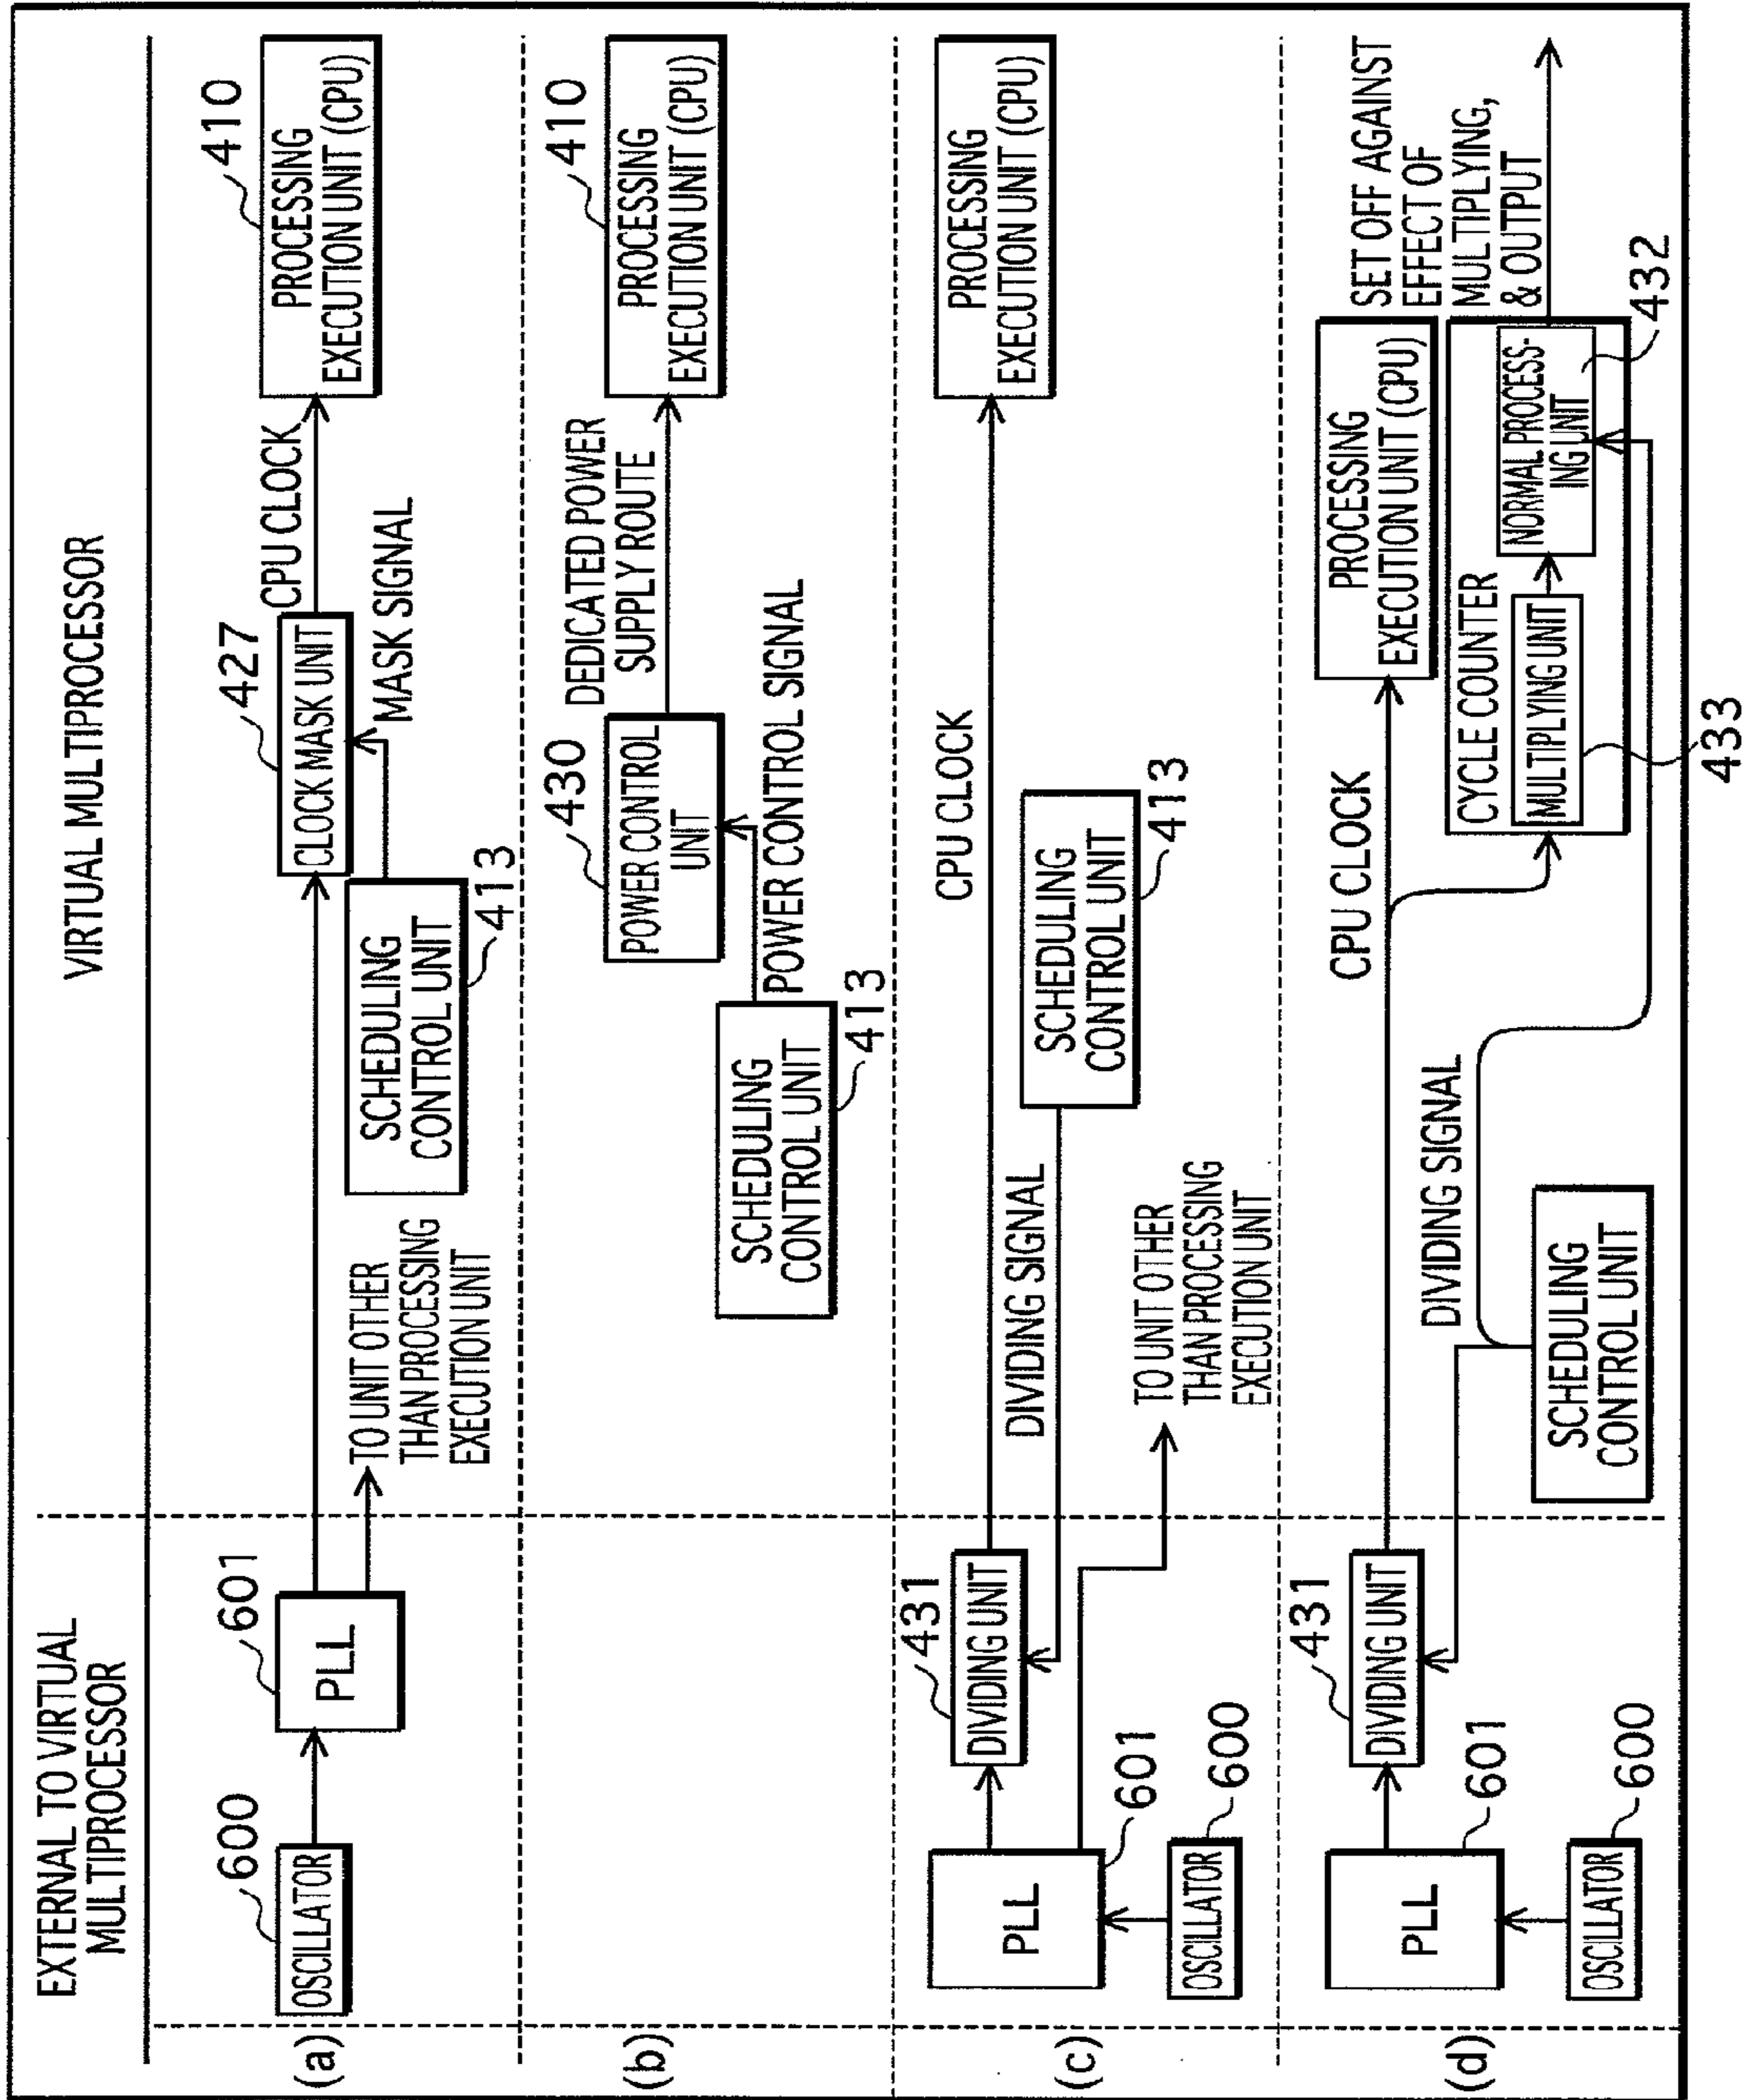 EXTERNAL TO VIRTUAL
MULTIPROCESSOR
VIRTUAL MULTIPROCESSOR
(a)
600
OSCILLATOR
601
PLL
TO UNIT OTHER
THAN PROCESSING
EXECUTION UNIT
SCHEDULING
CONTROL UNIT
413
427
CLOCK MASK UNIT
MASK SIGNAL
CPU CLOCK
410
PROCESSING
EXECUTION UNIT (CPU)
(b)
SCHEDULING
CONTROL UNIT
413
POWER CONTROL SIGNAL
430
POWER CONTROL
UNIT
DEDICATED POWER
SUPPLY ROUTE
410
PROCESSING
EXECUTION UNIT (CPU)
(c)
PLL
601
OSCILLATOR
600
431
DIVIDING UNIT
DIVIDING SIGNAL
TO UNIT OTHER
THAN PROCESSING
EXECUTION UNIT
SCHEDULING
CONTROL UNIT
413
CPU CLOCK
PROCESSING
EXECUTION UNIT (CPU)
(d)
PLL
601
OSCILLATOR
600
431
DIVIDING UNIT
DIVIDING SIGNAL
SCHEDULING
CONTROL UNIT
CPU CLOCK
PROCESSING
EXECUTION UNIT (CPU)
CYCLE COUNTER
MULTIPLYING UNIT
433
NORMAL PROCESS-
ING UNIT
432
SET OFF AGAINST
EFFECT OF
MULTIPLYING,
& OUTPUT